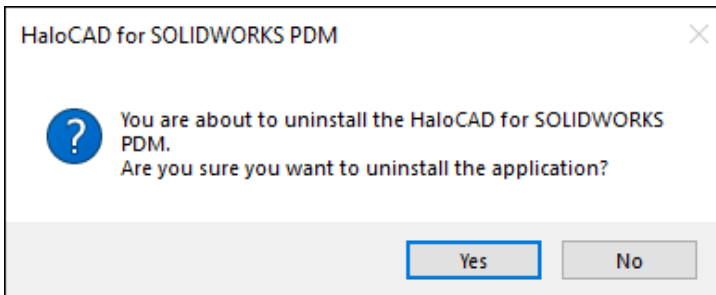 HaloCAD for SOLIDWORKS PDM
You are about to uninstall the HaloCAD for SOLIDWORKS
PDM.
Are you sure you want to uninstall the application?
Yes No